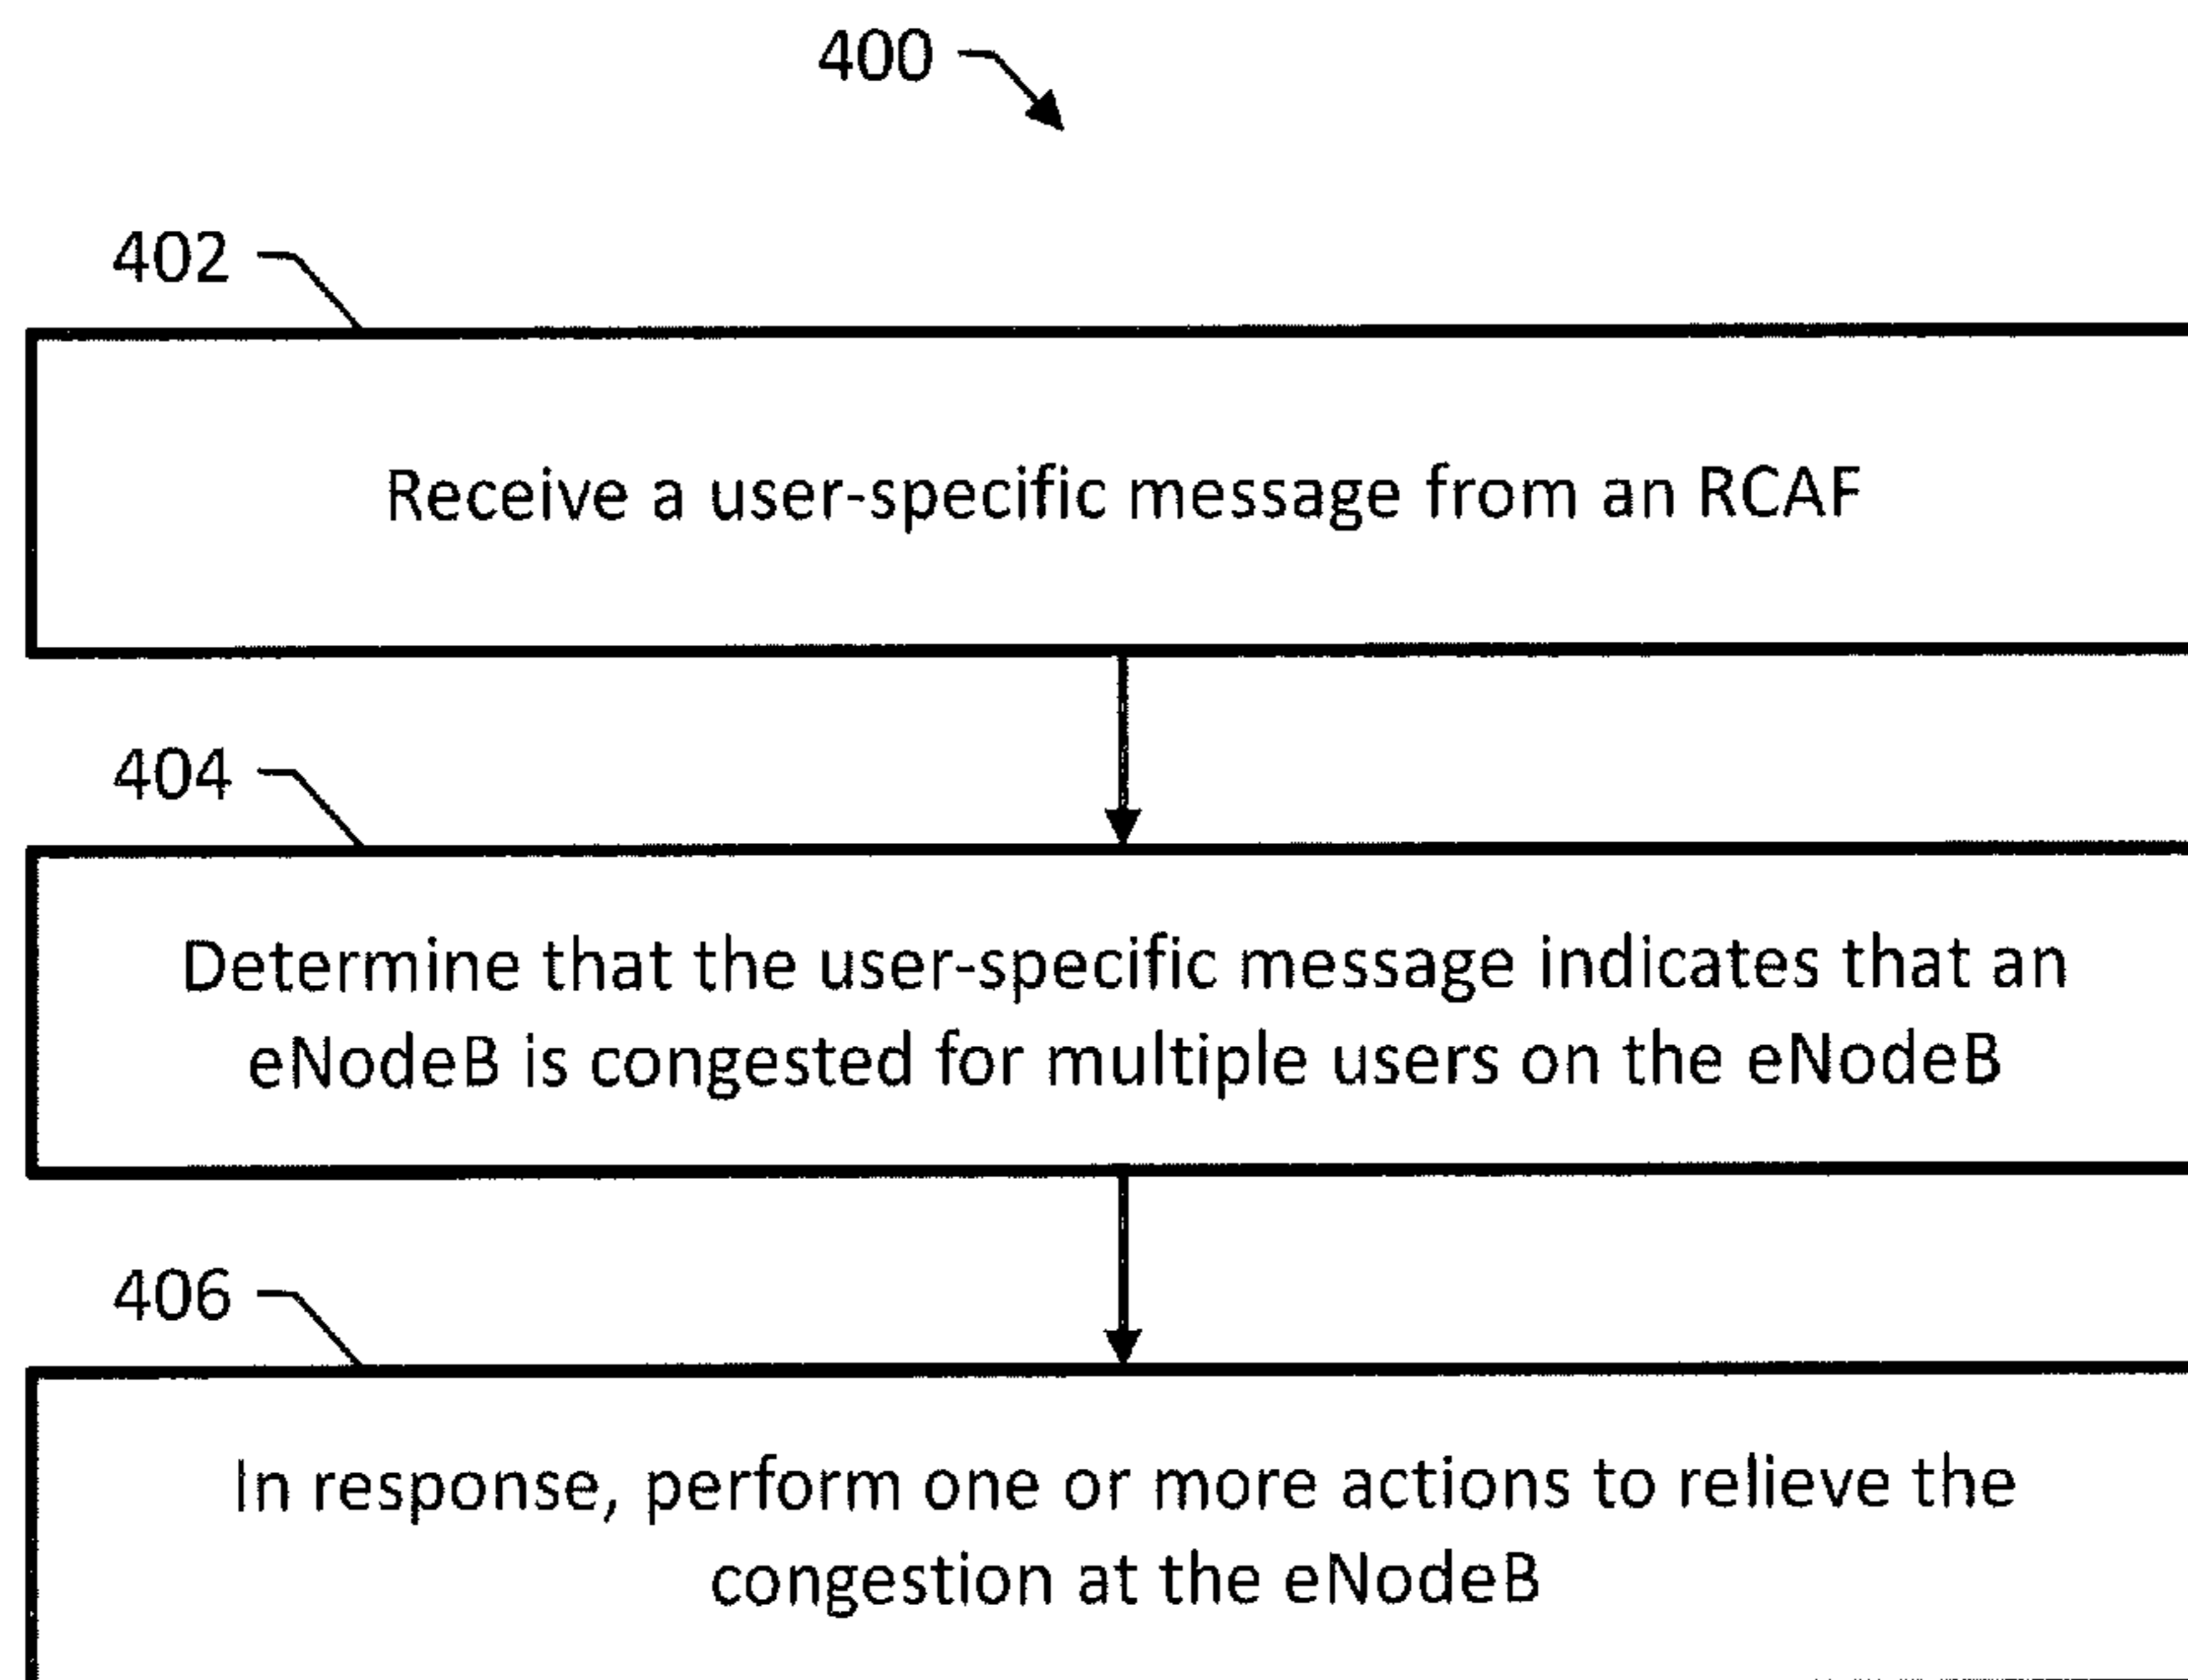 400
402
Receive a user-specific message from an RCAF
404
Determine that the user-specific message indicates that an
eNodeB is congested for multiple users on the eNodeB
406
In response, perform one or more actions to relieve the
congestion at the eNodeB